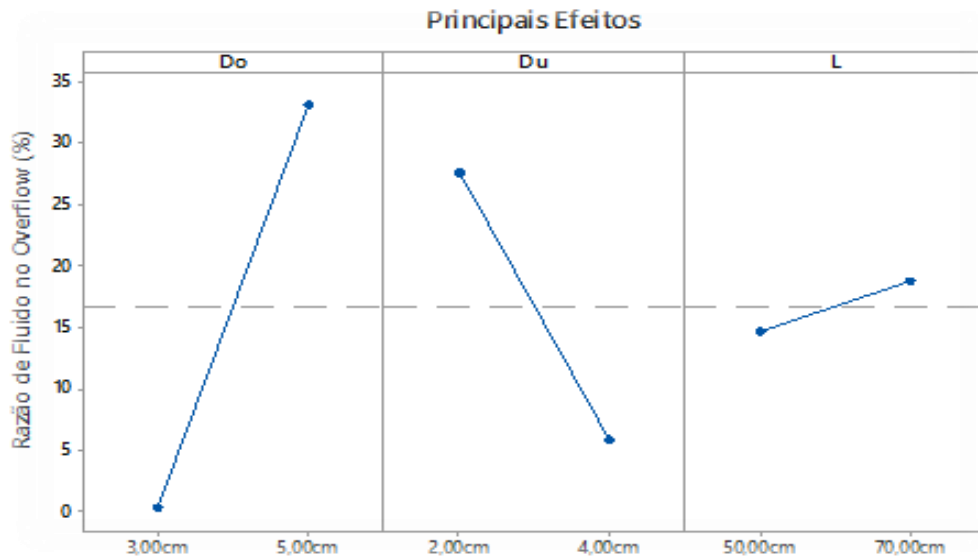 Principais Efeitos
Do Du L
Razão de Fluido no Overflow (%)
35
30
25
20
15
10
5
0
3,00cm 5,00cm 2,00cm 4,00cm 50,00cm 70,00cm